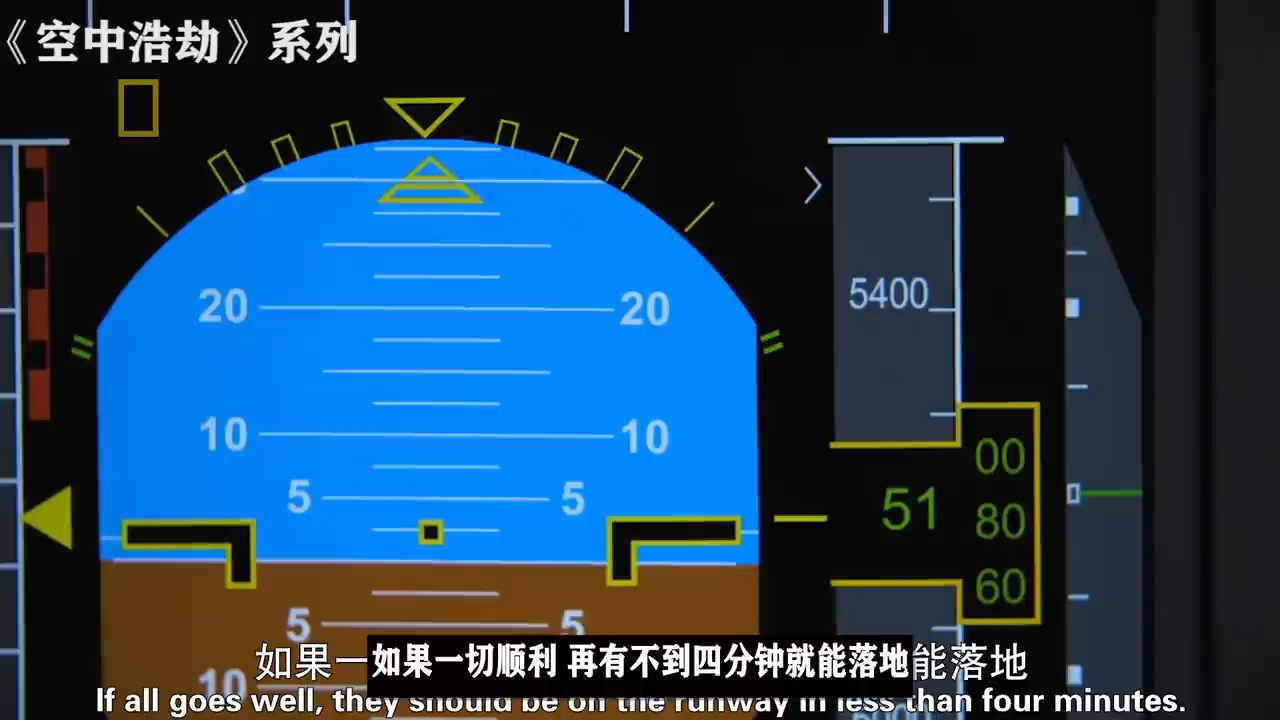 《空中浩劫》系列
5400
20 20
10 10
00
51 80
5 5
60
5 5
如果一 能落地
如果一切顺利 再有不到四分钟就能落地
10
If all goes well, they should be on the runway in less than four minutes.